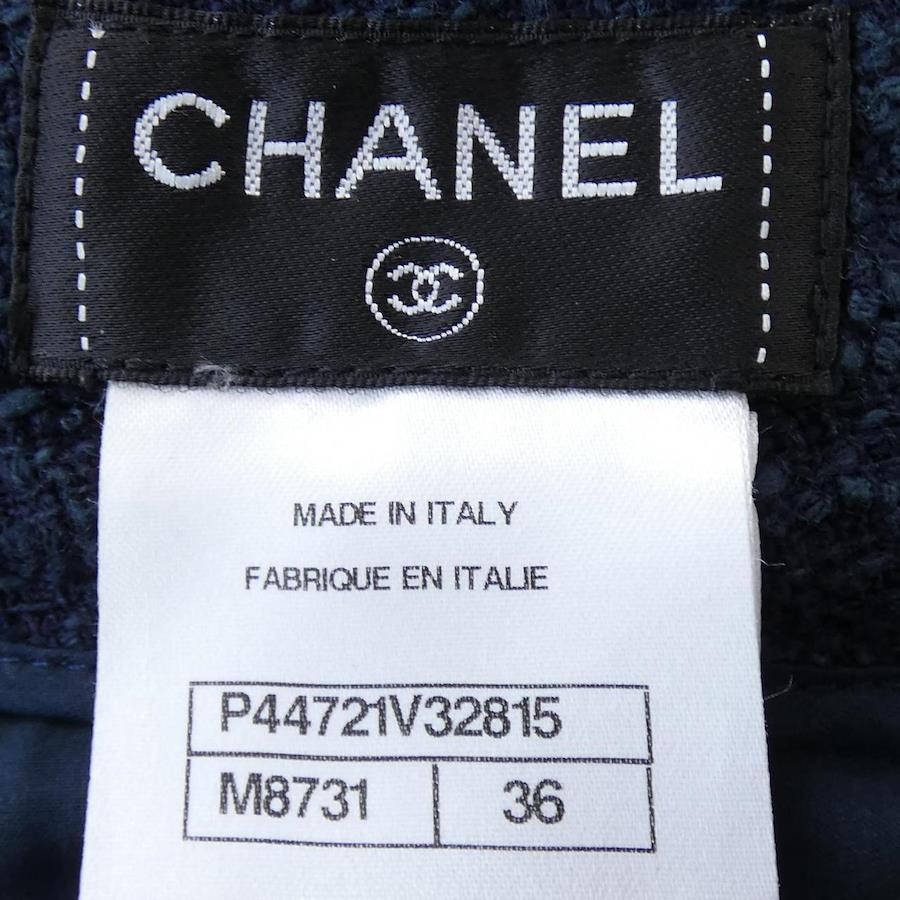 CHANEL
MADE IN ITALY
FABRIQUE EN ITALIE
P44721V32815
M8731 36